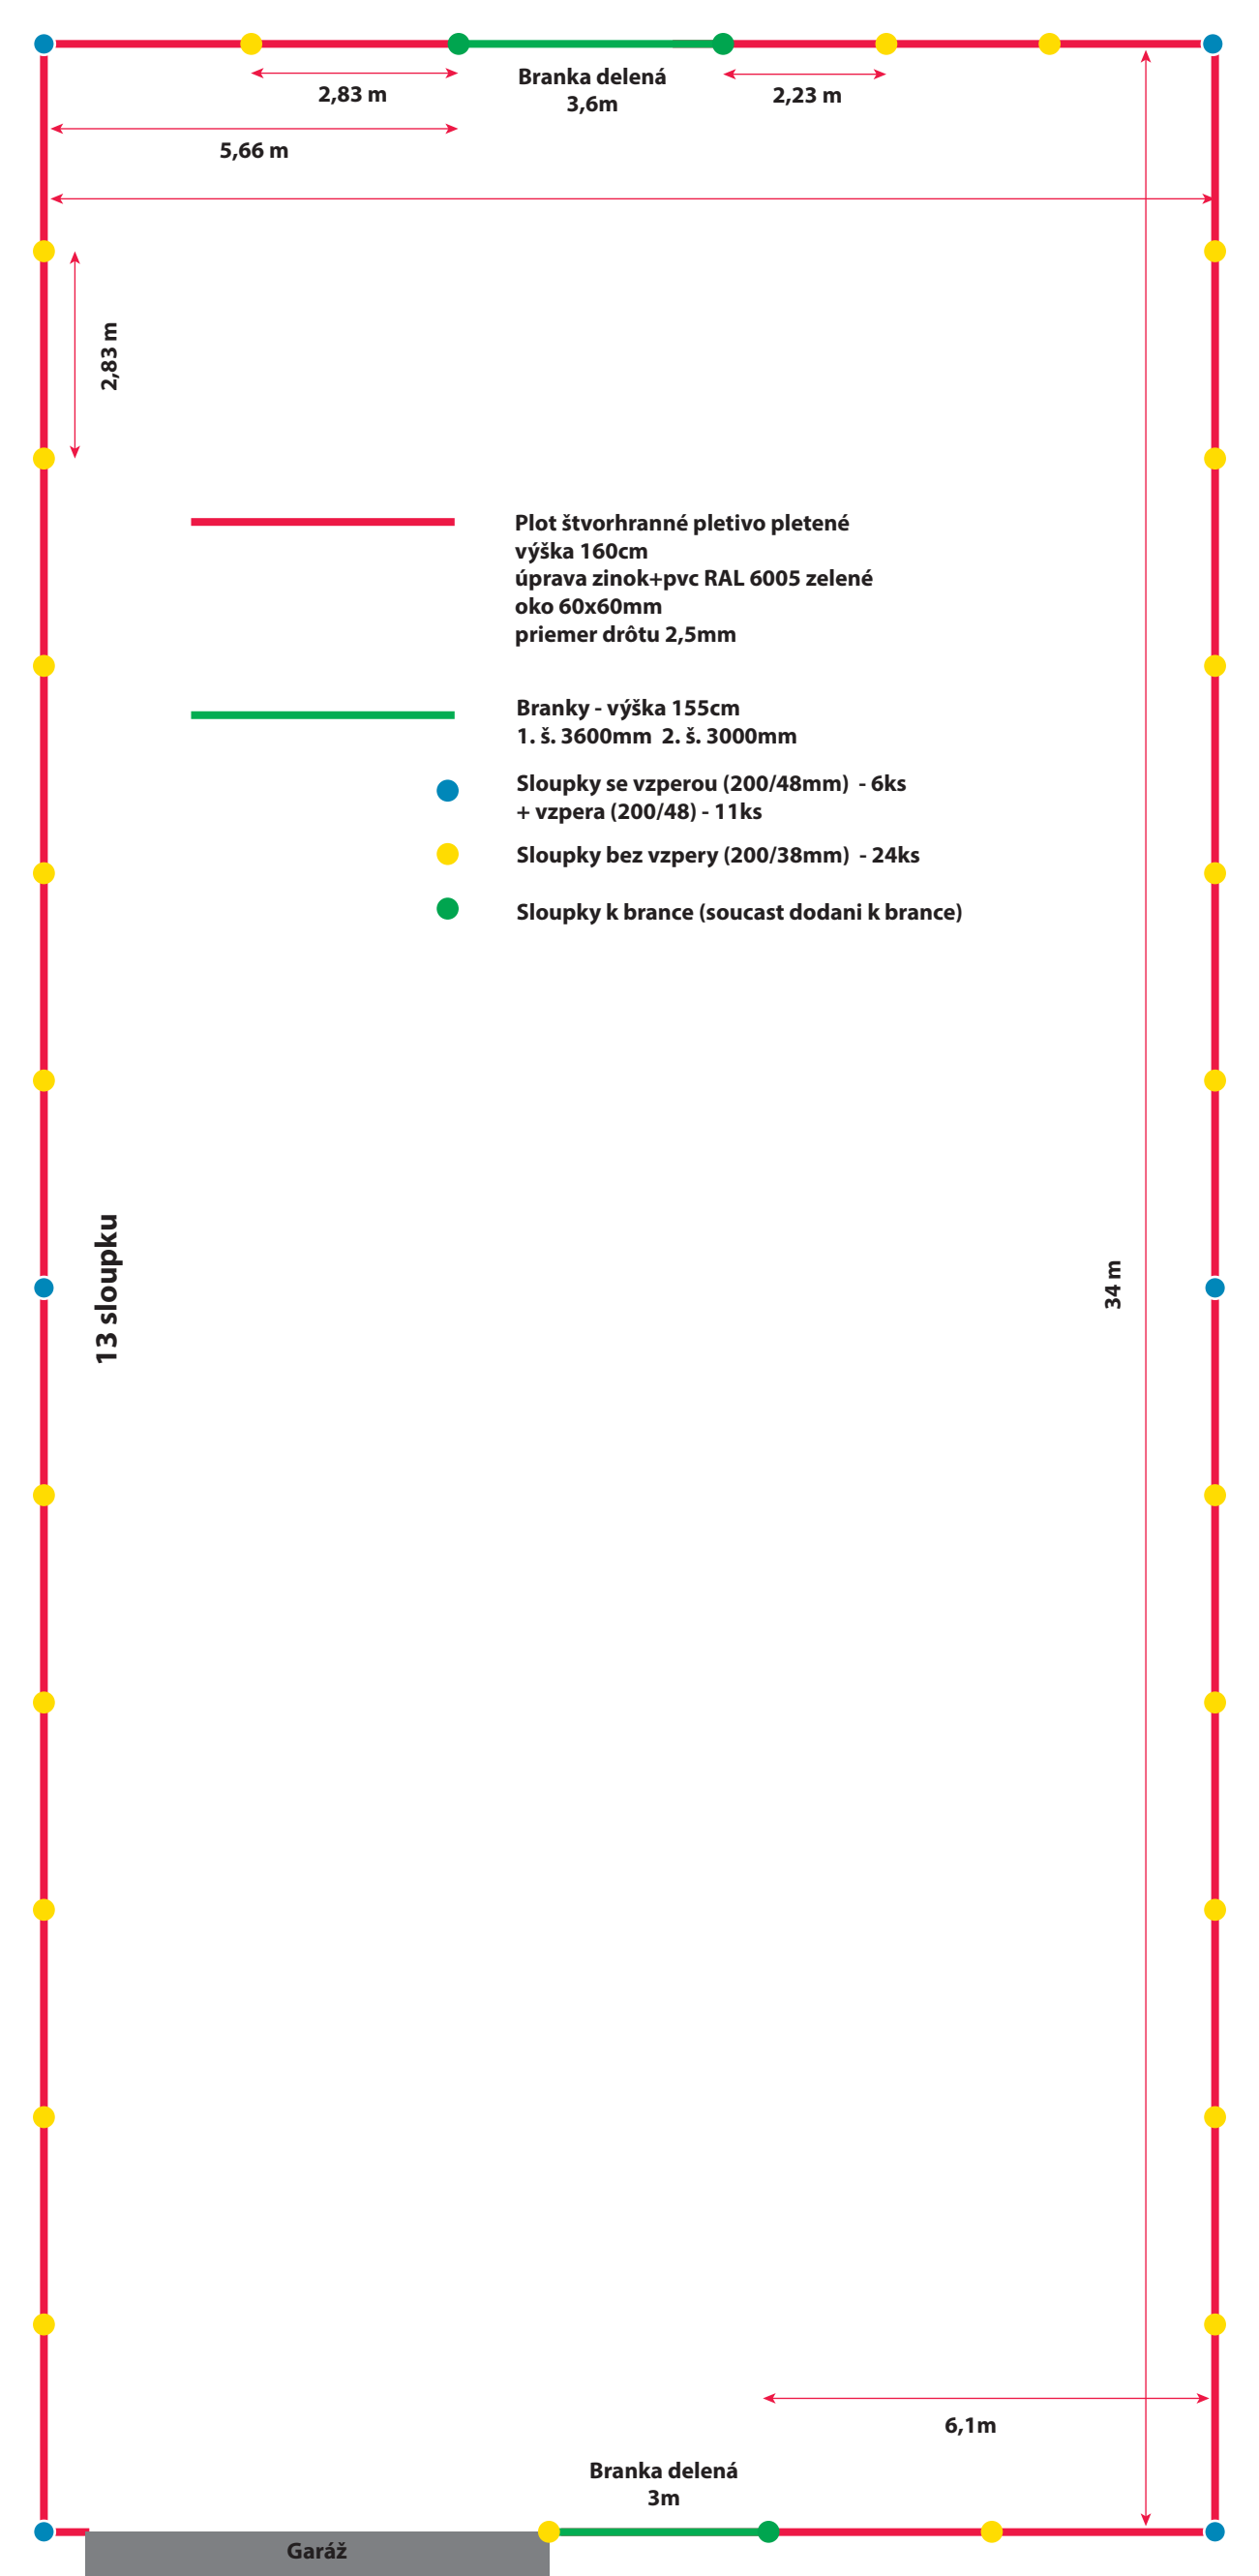 Branka delená
3,6m
2,83 m
2,23 m
5,66 m
2,83 m
Plot štvorhranné pletivo pletené
výška 160cm
úprava zinok+pvc RAL 6005 zelené
oko 60x60mm
priemer drôtu 2,5mm
Branky - výška 155cm
1. š. 3600mm 2. š. 3000mm
Sloupky se vzperou (200/48mm) - 6ks
+ vzpera (200/48) - 11ks
Sloupky bez vzpery (200/38mm) - 24ks
Sloupky k brance (soucast dodani k brance)
13 sloupku
34 m
6,1m
Branka delená
3m
Garáž